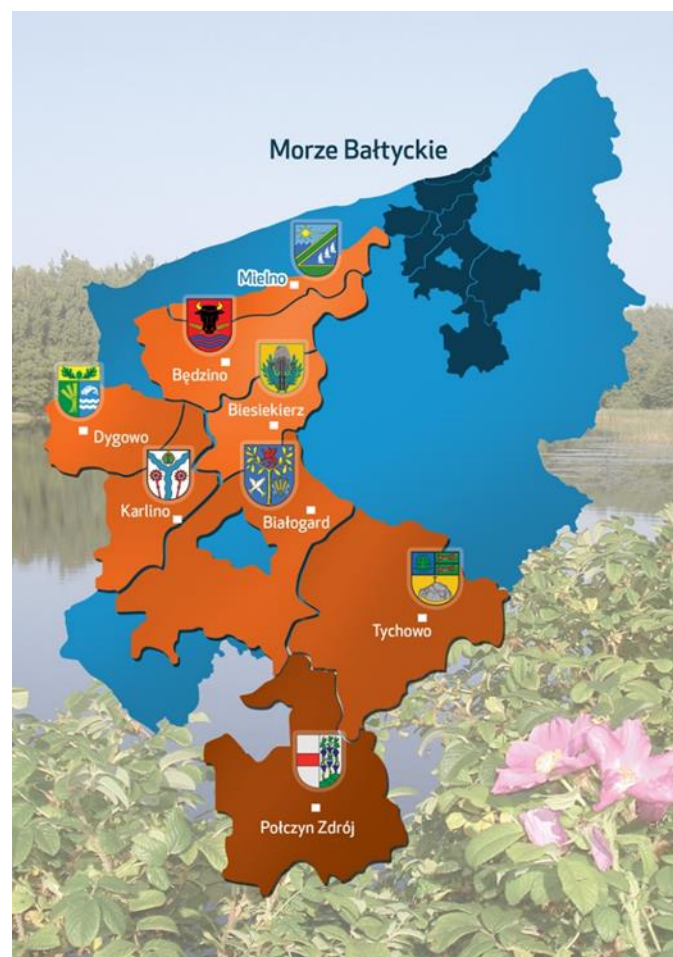 Morze Bałtyckie
Mielno
Będzino
Biesiekierz
Dygowo
Karlino
Białogard
Tychowo
Połczyn Zdrój